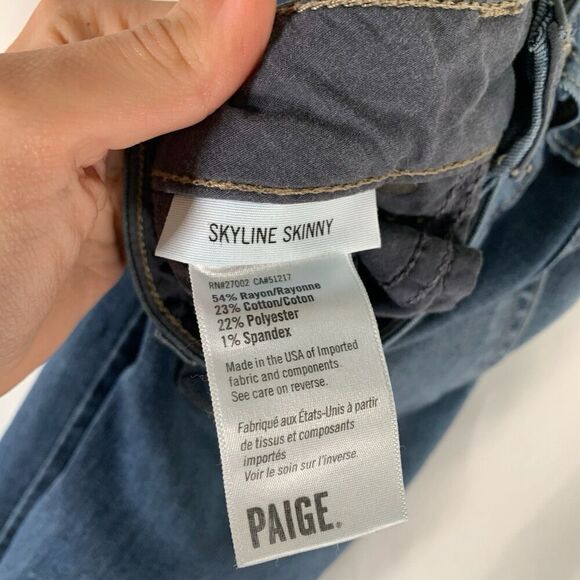 SKYLINE SKINNY
RN#27002 CA#51217
54% Rayon/Rayonne
23% Cotton/Coton
22% Polyester
1% Spandex
Made in the USA of Imported
fabric and components.
See care on reverse.
Fabriqué aux États-Unis à partir
de tissus et composants
importés
Voir le soin sur l'inverse.
PAIGE.